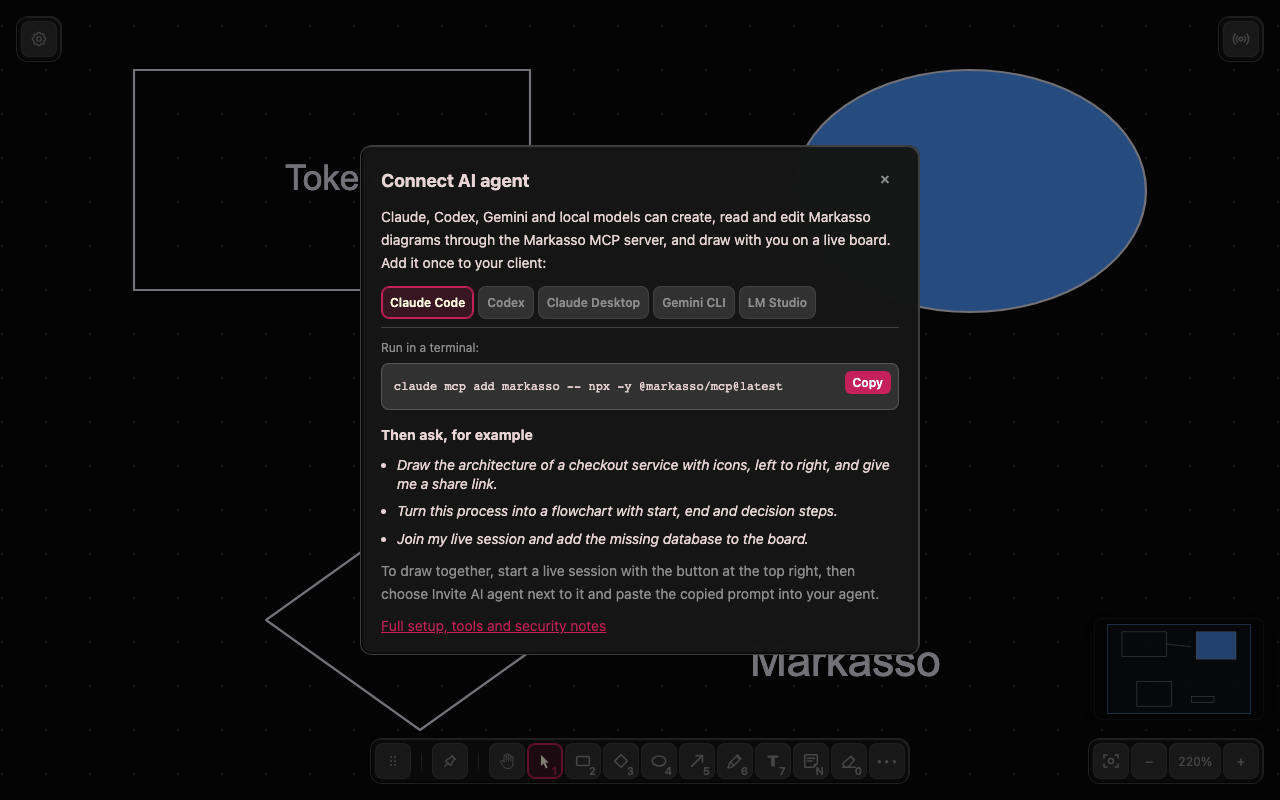 Toke
Connect AI agent
×
Claude, Codex, Gemini and local models can create, read and edit Markasso
diagrams through the Markasso MCP server, and draw with you on a live board.
Add it once to your client:
Claude Code
Codex
Claude Desktop
Gemini CLI
LM Studio
Run in a terminal:
claude mcp add markasso -- npx -y @markasso/mcp@latest
Copy
Then ask, for example
• Draw the architecture of a checkout service with icons, left to right, and give
me a share link.
• Turn this process into a flowchart with start, end and decision steps.
• Join my live session and add the missing database to the board.
To draw together, start a live session with the button at the top right, then
choose Invite AI agent next to it and paste the copied prompt into your agent.
Full setup, tools and security notes
Markasso
1
2
3
4
5
6
T 7
N
0
−
220%
+